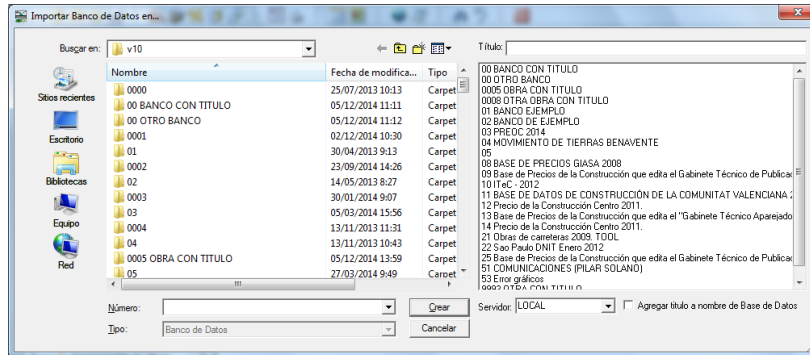 Importar Banco de Datos en...
Buscar en:
v10
Título:
Sitios recientes
Escritorio
Bibliotecas
Equipo
Red
Nombre Fecha de modifica... Tipo
0000 25/07/2013 10:13 Carpet
00 BANCO CON TITULO 05/12/2014 11:11 Carpet
00 OTRO BANCO 05/12/2014 11:12 Carpet
0001 02/12/2014 10:30 Carpet
01 30/04/2013 9:13 Carpet
0002 23/09/2014 14:26 Carpet
02 14/05/2013 8:27 Carpet
0003 30/01/2014 9:07 Carpet
03 05/03/2014 15:56 Carpet
0004 13/11/2013 11:31 Carpet
04 13/11/2013 10:43 Carpet
0005 OBRA CON TITULO 05/12/2014 13:59 Carpet
05 27/03/2014 9:49 Carpet
00 BANCO CON TITULO
00 OTRO BANCO
0005 OBRA CON TITULO
0008 OTRA OBRA CON TITULO
01 BANCO EJEMPLO
02 BANCO DE EJEMPLO
03 PREOC 2014
04 MOVIMIENTO DE TIERRAS BENAVENTE
05
08 BASE DE PRECIOS GIASA 2008
09 Base de Precios de la Construcción que edita el Gabinete Técnico de Publicac
10 ITeC - 2012
11 BASE DE DATOS DE CONSTRUCCIÓN DE LA COMUNITAT VALENCIANA 2
12 Precio de la Construcción Centro 2011.
13 Base de Precios de la Construcción que edita el "Gabinete Técnico Aparejado
14 Precio de la Construcción Centro 2011.
21 Obras de carreteras 2009. TOOL
22 Sao Paulo DNIT Enero 2012
25 Base de Precios de la Construcción que edita el Gabinete Técnico de Publicac
51 COMUNICACIONES (PILAR SOLANO)
53 Error gráficos
9993 OTRA CON TITULO
Número:
Crear
Servidor: LOCAL
Agregar titulo a nombre de Base de Datos
Tipo:
Banco de Datos
Cancelar